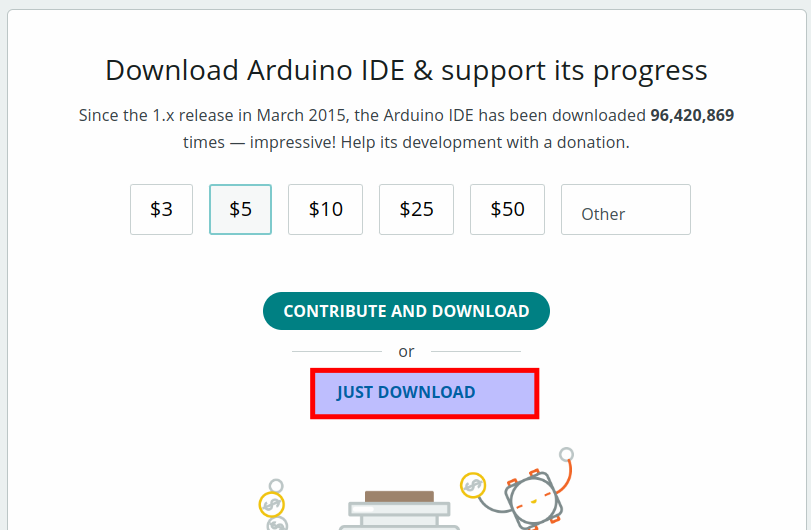 Download Arduino IDE & support its progress
Since the 1.x release in March 2015, the Arduino IDE has been downloaded 96,420,869
times — impressive! Help its development with a donation.
$3 $5 $10 $25 $50 Other
CONTRIBUTE AND DOWNLOAD
or
JUST DOWNLOAD
$
$
$